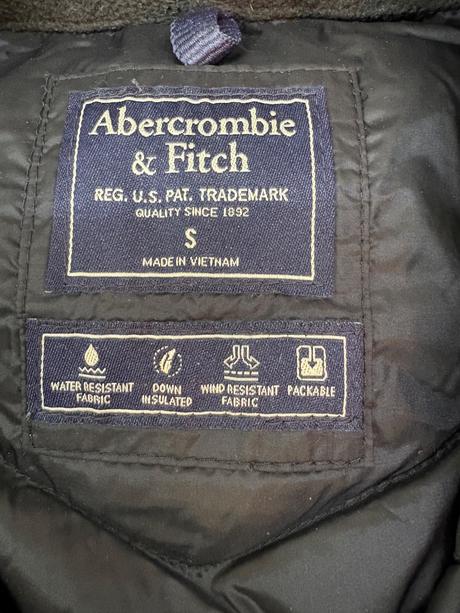 Abercrombie
& Fitch
REG. U.S. PAT. TRADEMARK
QUALITY SINCE 1892
S
MADE IN VIETNAM
WATER RESISTANT
FABRIC
DOWN
INSULATED
WIND RESISTANT
FABRIC
PACKABLE